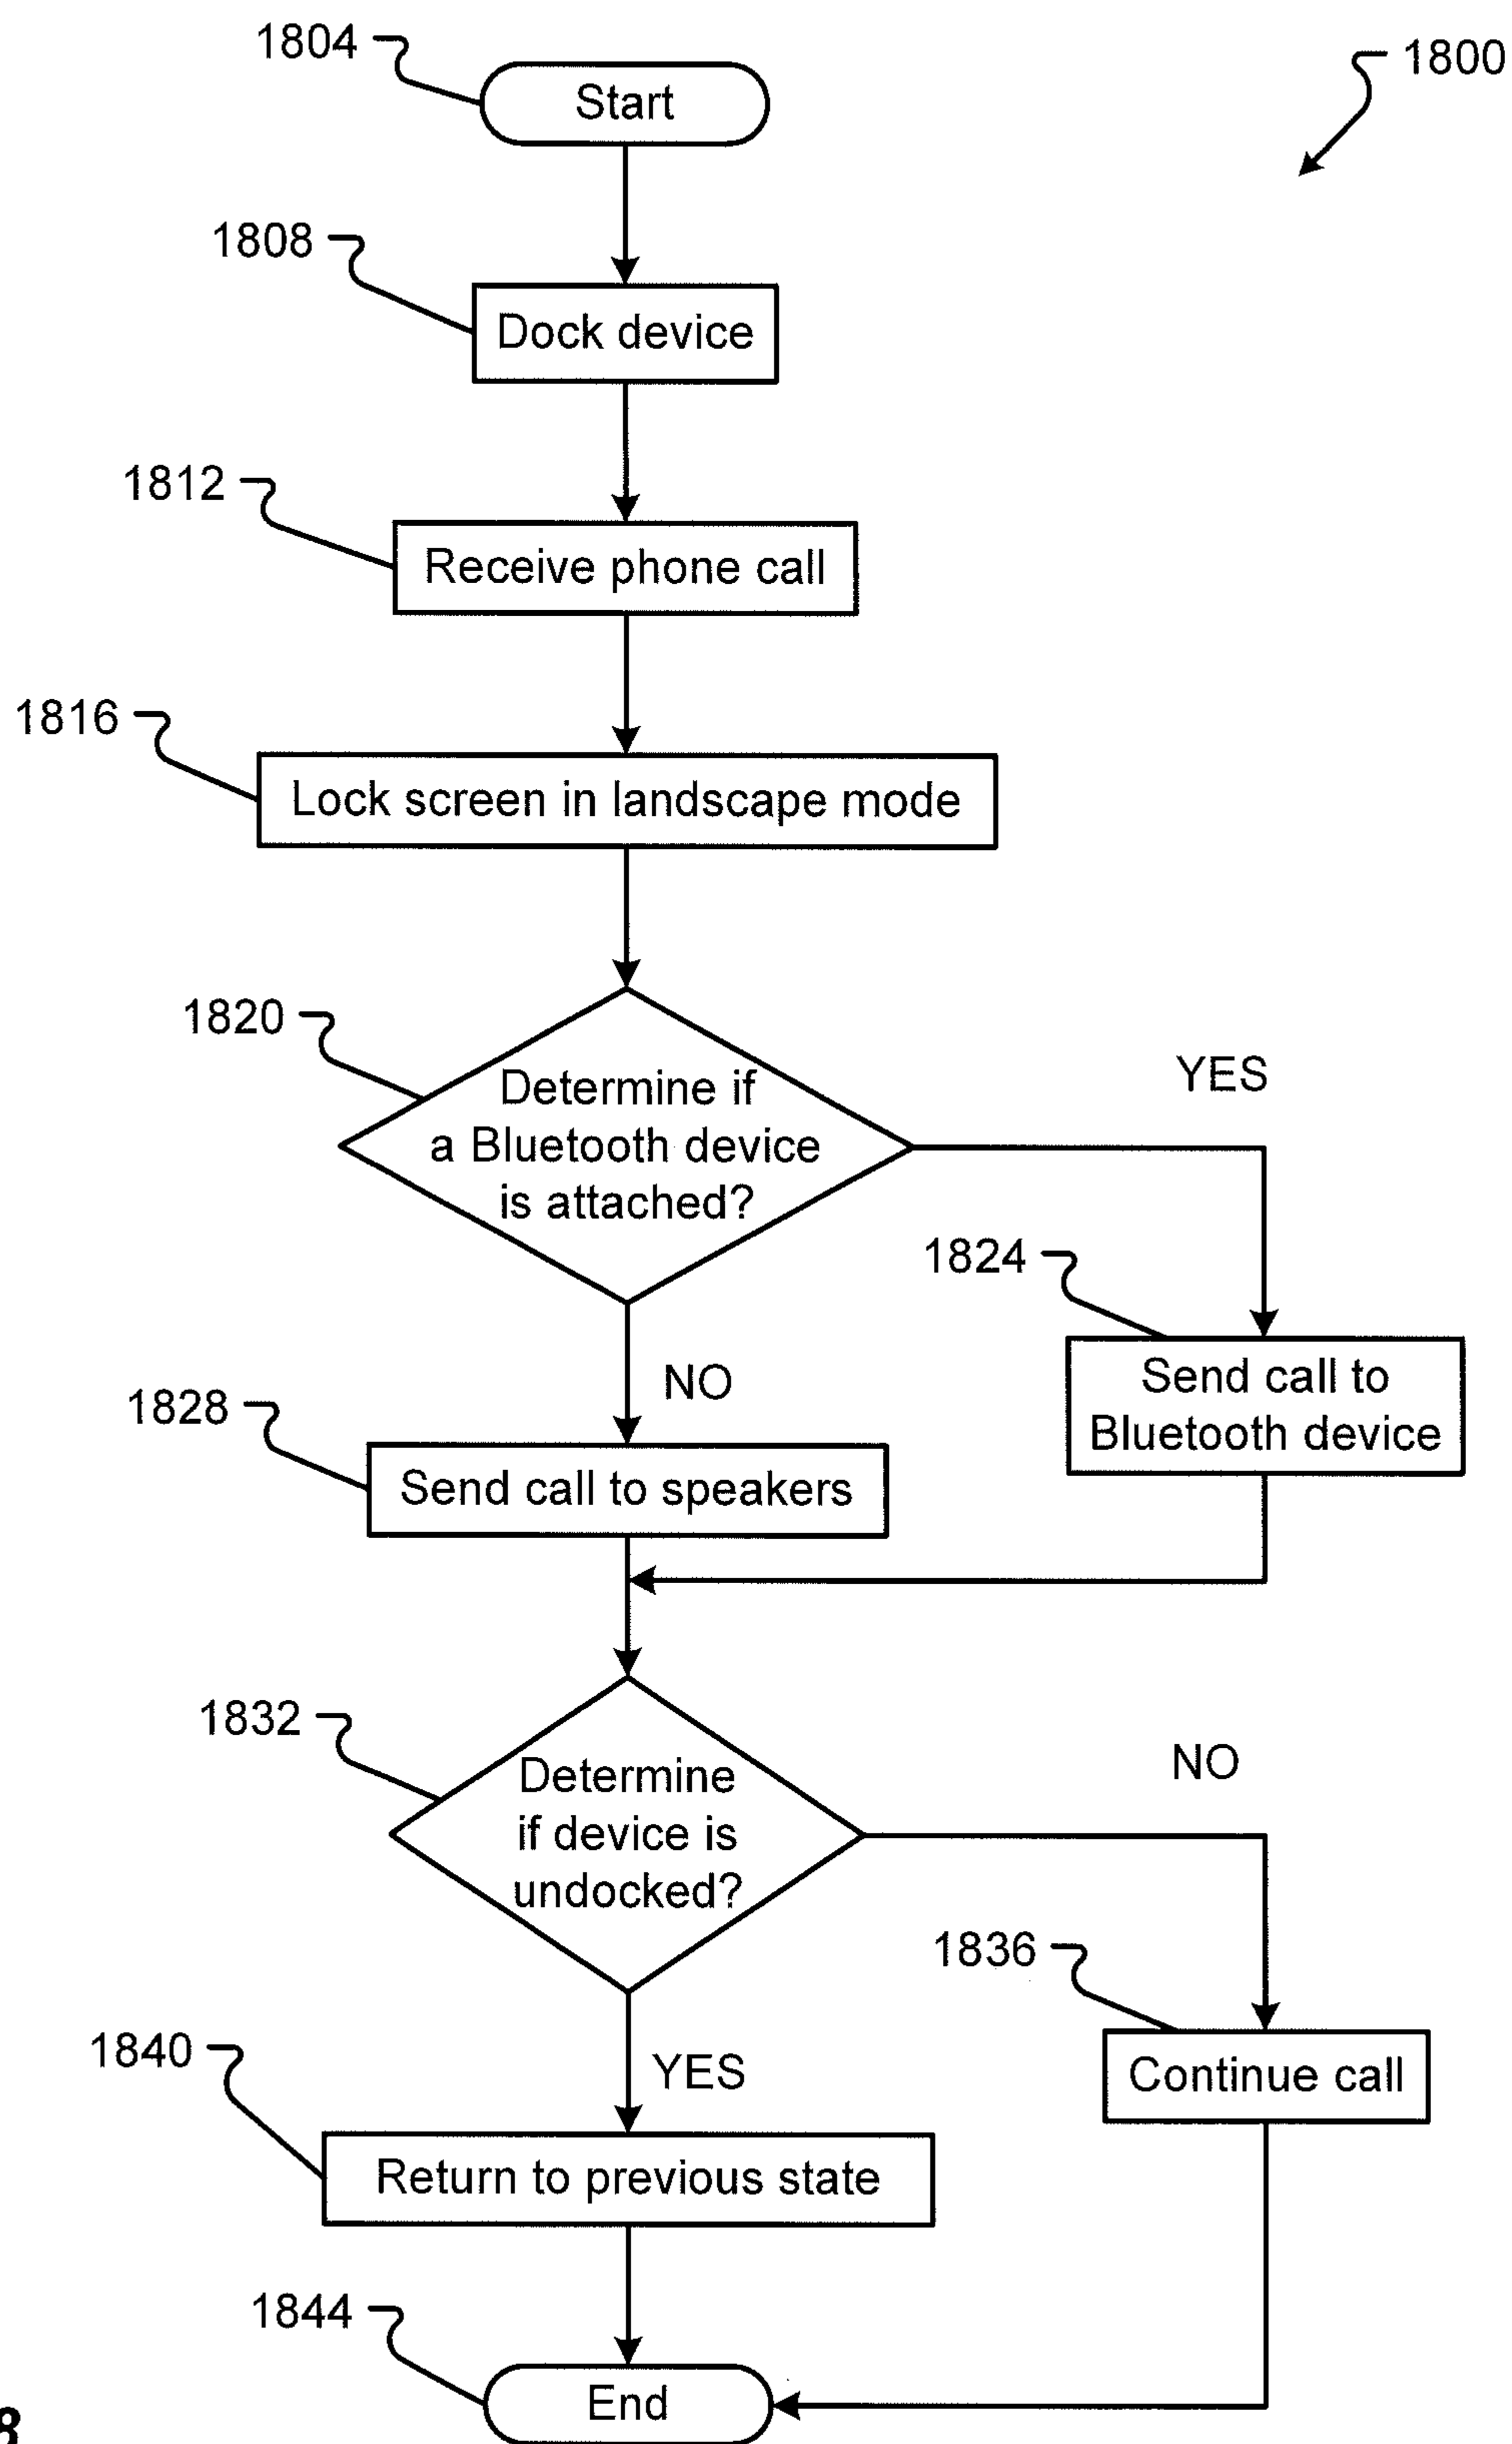 1804
Start
1800
1808
Dock device
1812
Receive phone call
1816
Lock screen in landscape mode
1820
Determine if
a Bluetooth device
is attached?
YES
1824
Send call to
Bluetooth device
NO
1828
Send call to speakers
1832
Determine
if device is
undocked?
NO
1836
Continue call
1840
YES
Return to previous state
1844
End
8